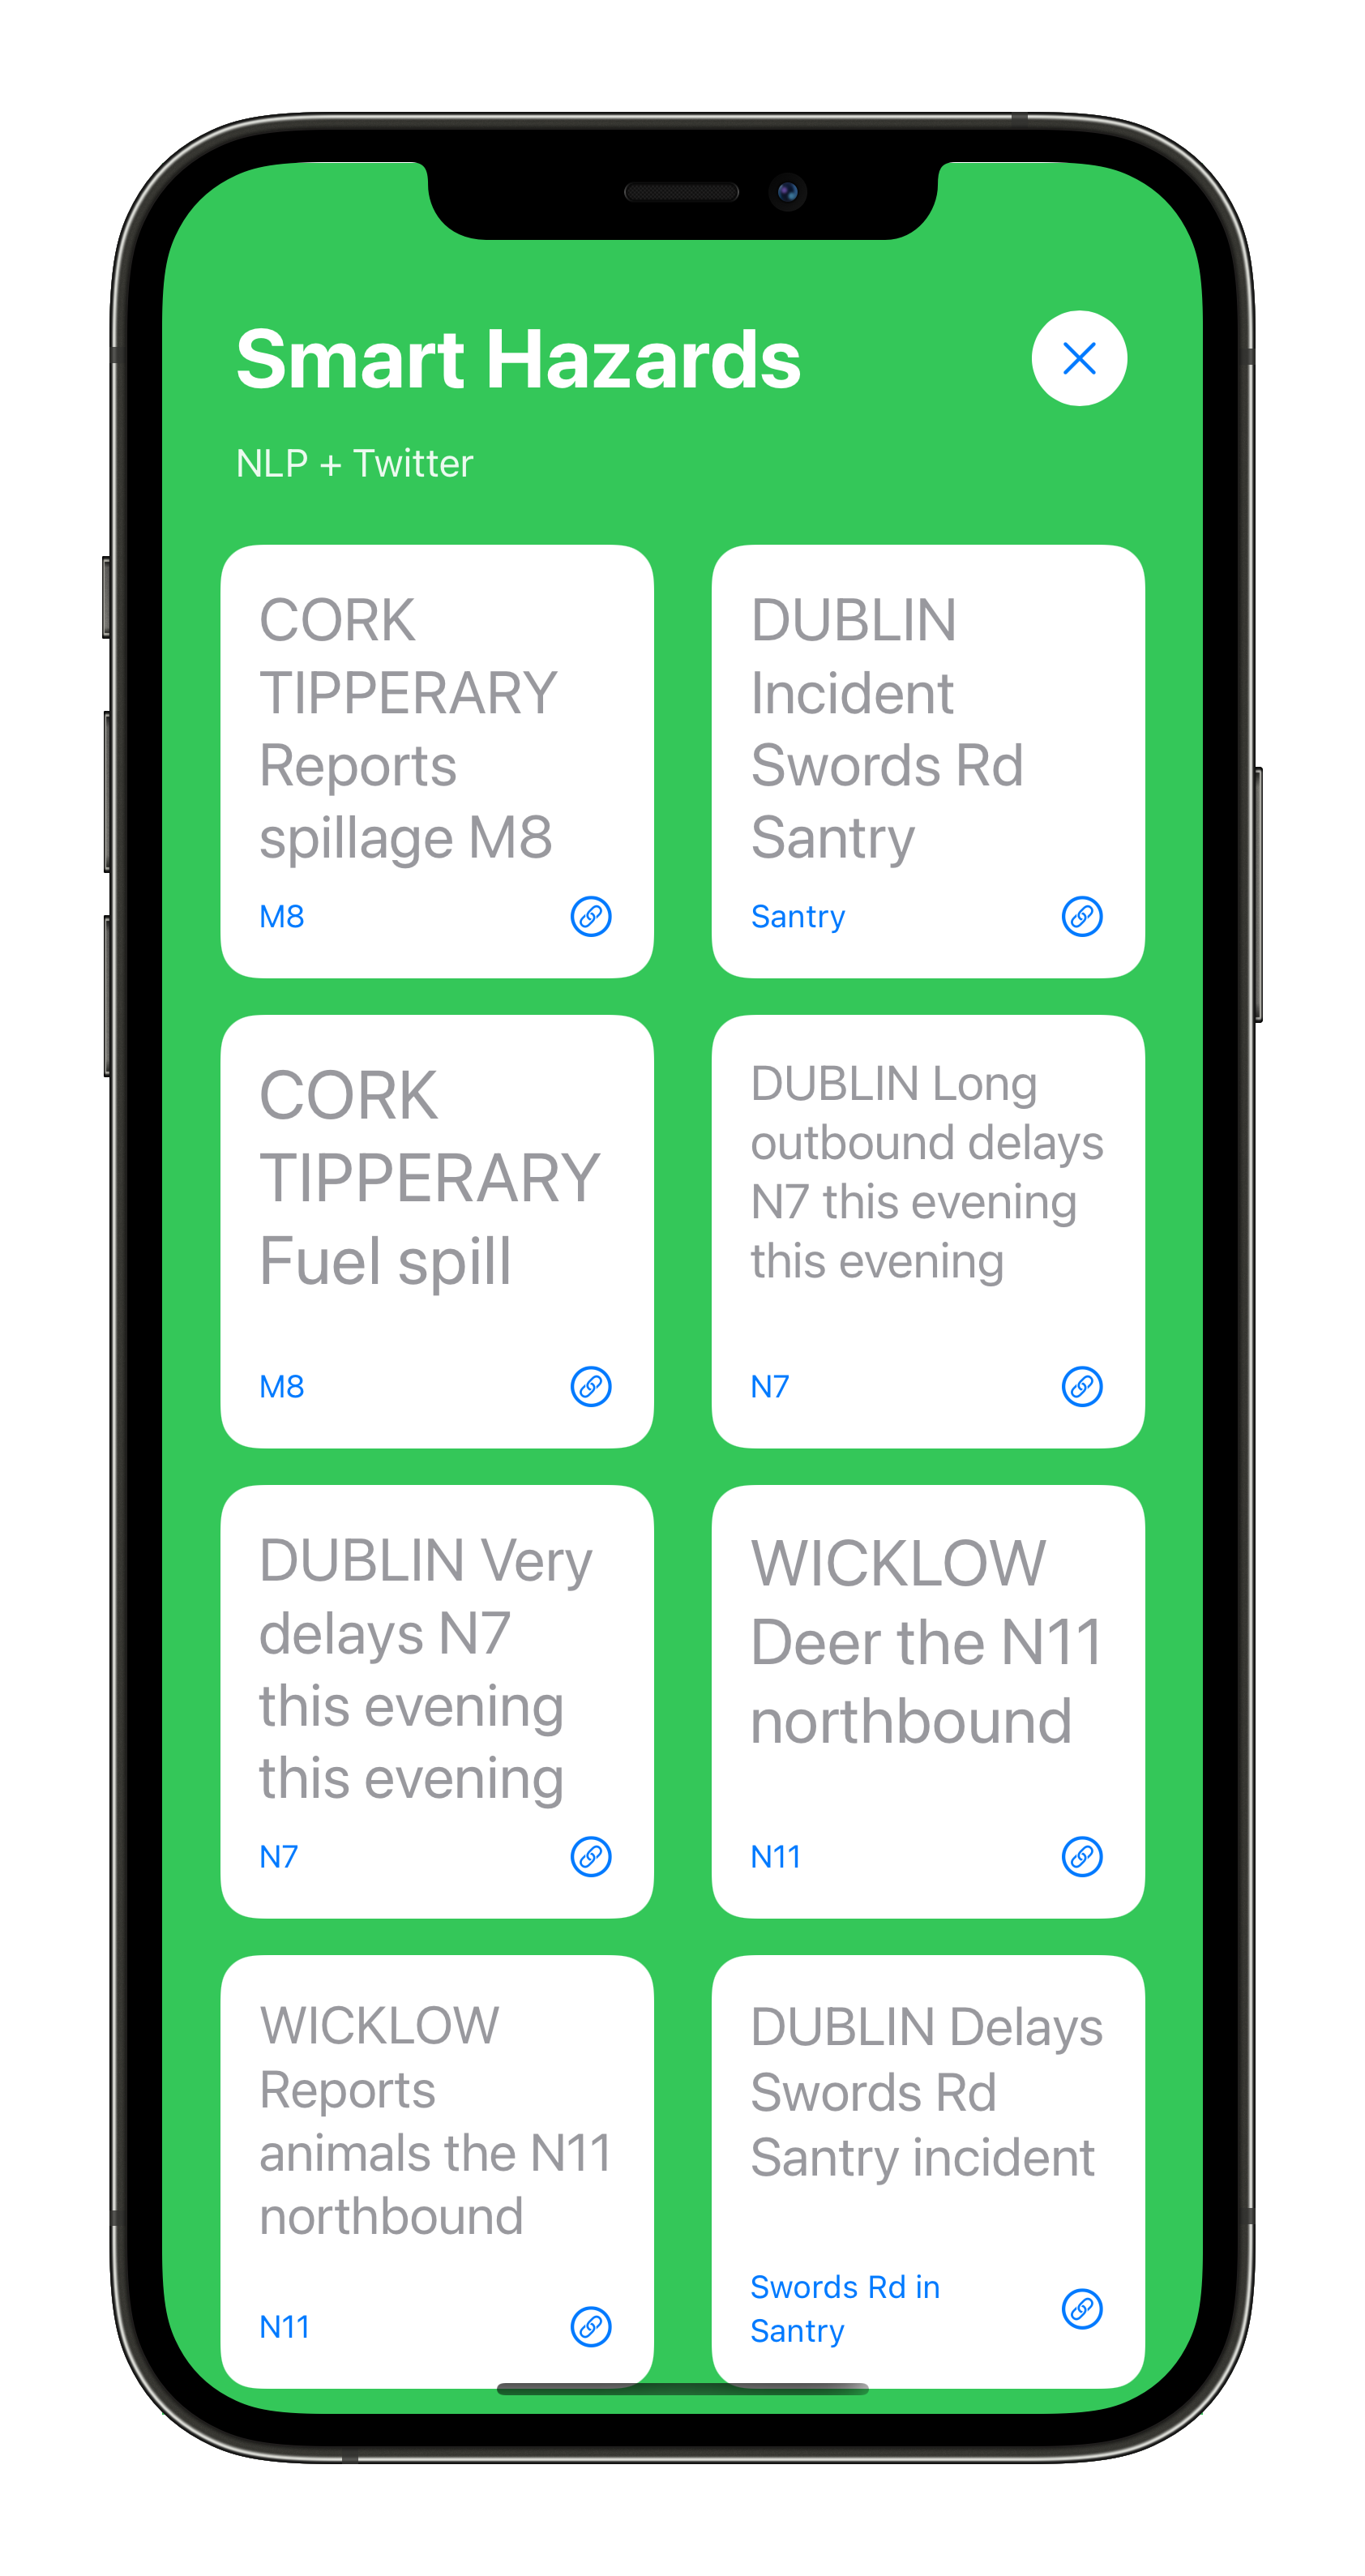 Smart Hazards
NLP + Twitter
CORK
TIPPERARY
Reports
spillage M8
M8
DUBLIN
Incident
Swords Rd
Santry
Santry
CORK
TIPPERARY
Fuel spill
M8
DUBLIN Long
outbound delays
N7 this evening
this evening
N7
DUBLIN Very
delays N7
this evening
this evening
N7
WICKLOW
Deer the N11
northbound
N11
WICKLOW
Reports
animals the N11
northbound
N11
DUBLIN Delays
Swords Rd
Santry incident
Swords Rd in
Santry